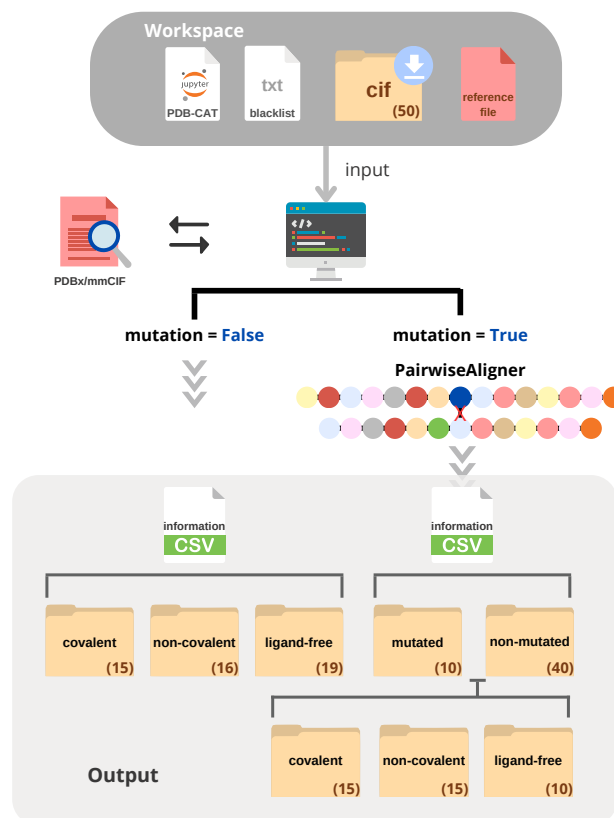 Workspace
jupyter
PDB-CAT
txt
blacklist
cif
(50)
reference
file
input
</>
PDBx/mmCIF
mutation = False
mutation = True
PairwiseAligner
X
information
CSV
information
CSV
covalent
(15)
non-covalent
(16)
ligand-free
(19)
mutated
(10)
non-mutated
(40)
covalent
(15)
non-covalent
(15)
ligand-free
(10)
Output